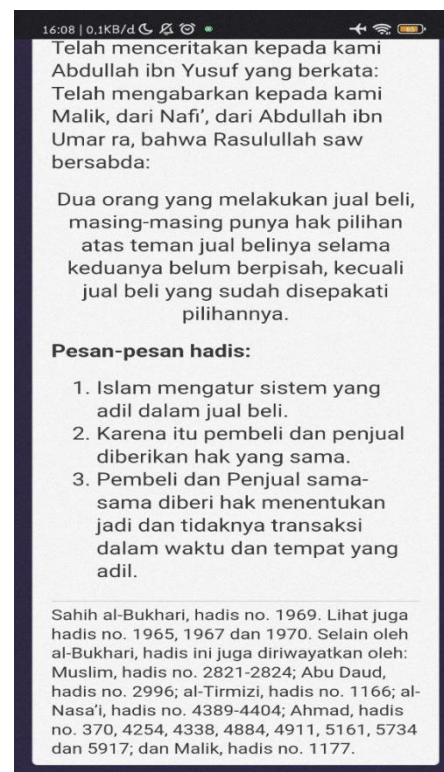 16:08 | 0,1KB/d
Telah menceritakan kepada kami
Abdullah ibn Yusuf yang berkata:
Telah mengabarkan kepada kami
Malik, dari Nafi’, dari Abdullah ibn
Umar ra, bahwa Rasulullah saw
bersabda:
Dua orang yang melakukan jual beli,
masing-masing punya hak pilihan
atas teman jual belinya selama
keduanya belum berpisah, kecuali
jual beli yang sudah disepakati
pilihannya.
Pesan-pesan hadis:
1. Islam mengatur sistem yang
adil dalam jual beli.
2. Karena itu pembeli dan penjual
diberikan hak yang sama.
3. Pembeli dan Penjual sama-
sama diberi hak menentukan
jadi dan tidaknya transaksi
dalam waktu dan tempat yang
adil.
Sahih al-Bukhari, hadis no. 1969. Lihat juga
hadis no. 1965, 1967 dan 1970. Selain oleh
al-Bukhari, hadis ini juga diriwayatkan oleh:
Muslim, hadis no. 2821-2824; Abu Daud,
hadis no. 2996; al-Tirmizi, hadis no. 1166; al-
Nasa’i, hadis no. 4389-4404; Ahmad, hadis
no. 370, 4254, 4338, 4884, 4911, 5161, 5734
dan 5917; dan Malik, hadis no. 1177.